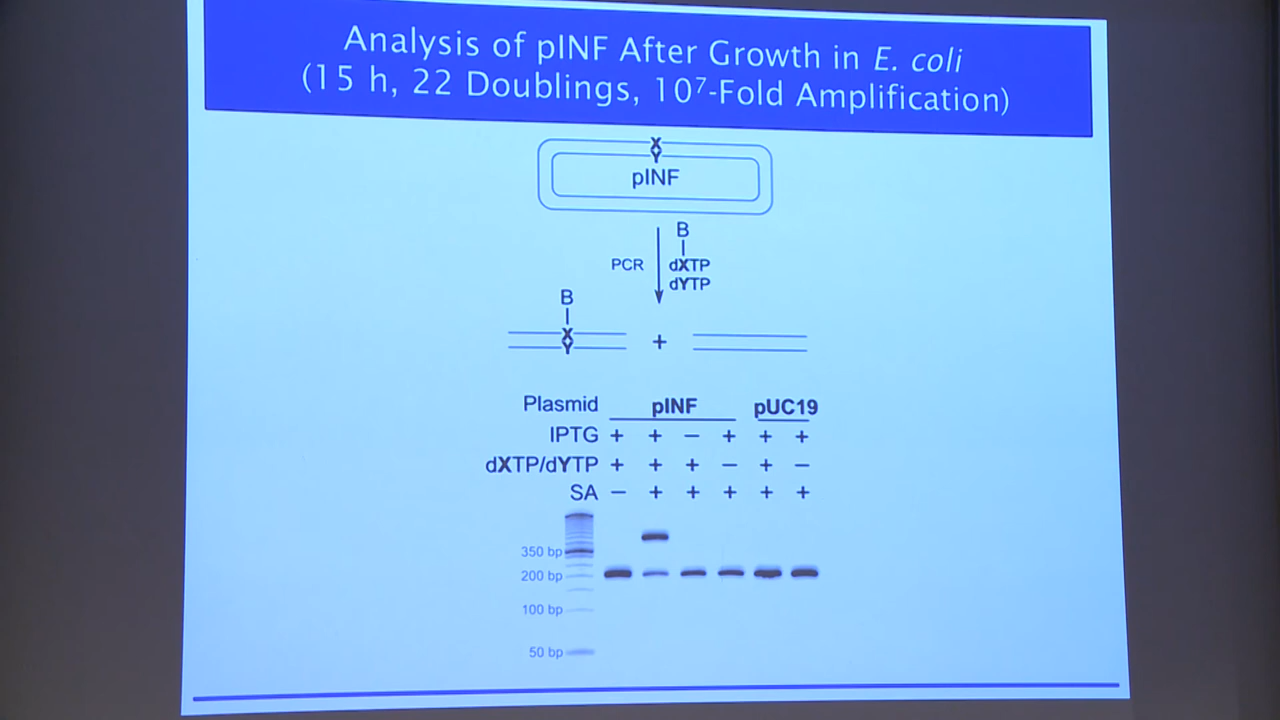 Analysis of pINF After Growth in E. coli
(15 h, 22 Doublings, 10⁷-Fold Amplification)
X
Y
pINF
B
PCR
dXTP
dYTP
B
X
Y
+
Plasmid pINF pUC19
IPTG + + – + + +
dXTP/dYTP + + + – + –
SA – + + + + +
350 bp
200 bp
100 bp
50 bp